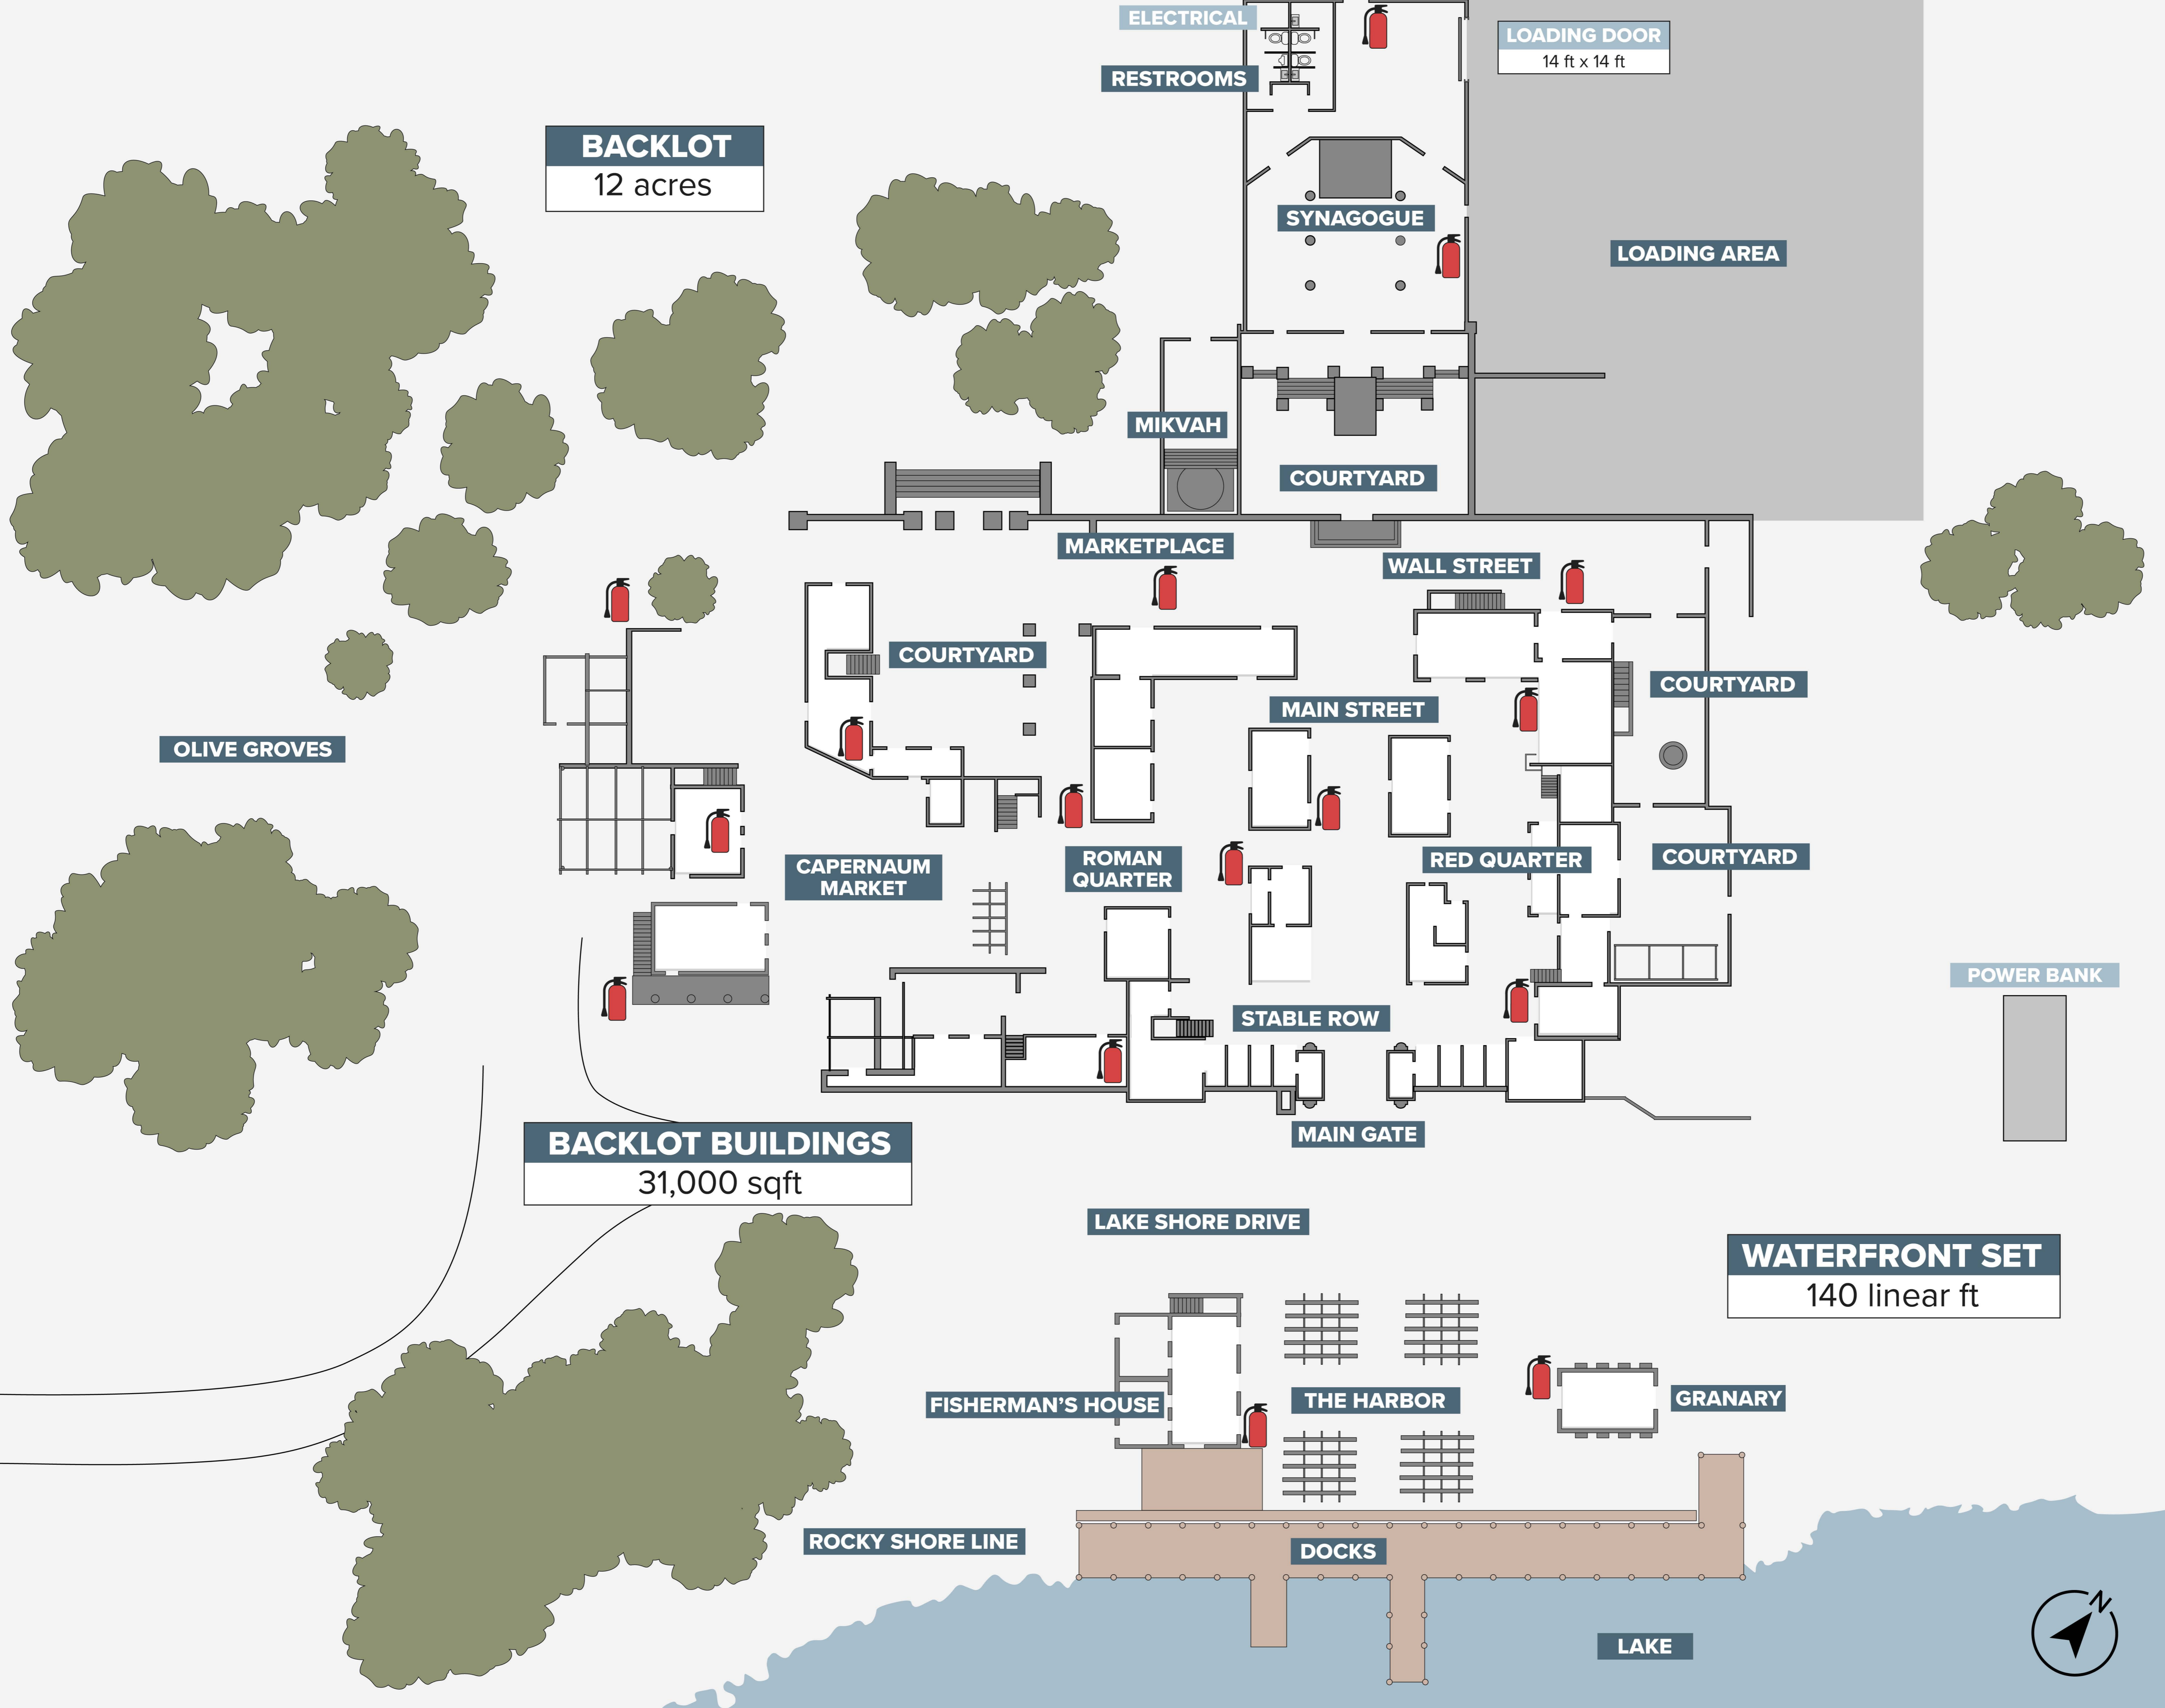 ELECTRICAL
LOADING DOOR
14 ft x 14 ft
RESTROOMS
BACKLOT
12 acres
SYNAGOGUE
LOADING AREA
MIKVAH
COURTYARD
MARKETPLACE
WALL STREET
COURTYARD
COURTYARD
MAIN STREET
OLIVE GROVES
CAPERNAUM
MARKET
ROMAN
QUARTER
RED QUARTER
COURTYARD
POWER BANK
STABLE ROW
MAIN GATE
BACKLOT BUILDINGS
31,000 sqft
LAKE SHORE DRIVE
WATERFRONT SET
140 linear ft
FISHERMAN'S HOUSE
THE HARBOR
GRANARY
ROCKY SHORE LINE
DOCKS
LAKE
N